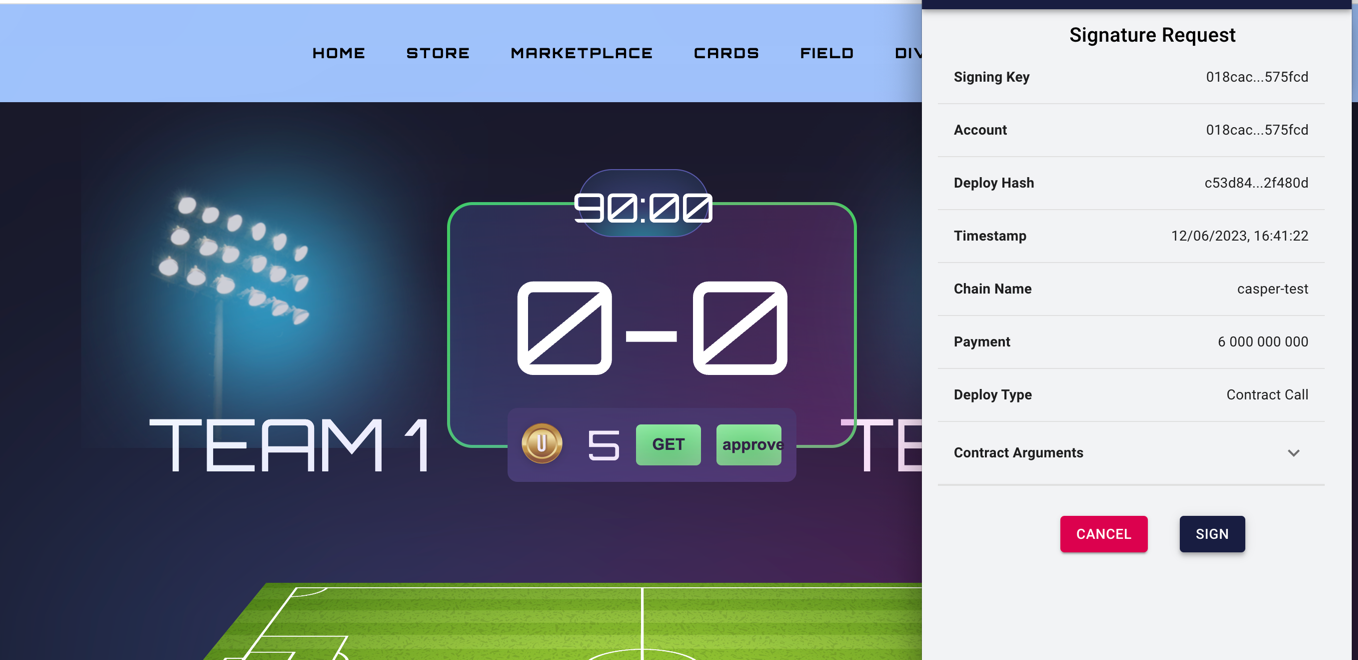 HOME STORE MARKETPLACE CARDS FIELD DIV
90:00
0-0
TEAM 1
U 5 GET approve
TE
Signature Request
Signing Key 018cac...575fcd
Account 018cac...575fcd
Deploy Hash c53d84...2f480d
Timestamp 12/06/2023, 16:41:22
Chain Name casper-test
Payment 6 000 000 000
Deploy Type Contract Call
Contract Arguments
CANCEL SIGN